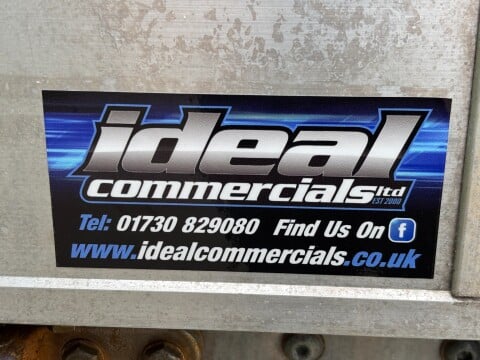 ideal
commercials ltd
EST 2000
Tel: 01730 829080 Find Us On f
www.idealcommercials.co.uk